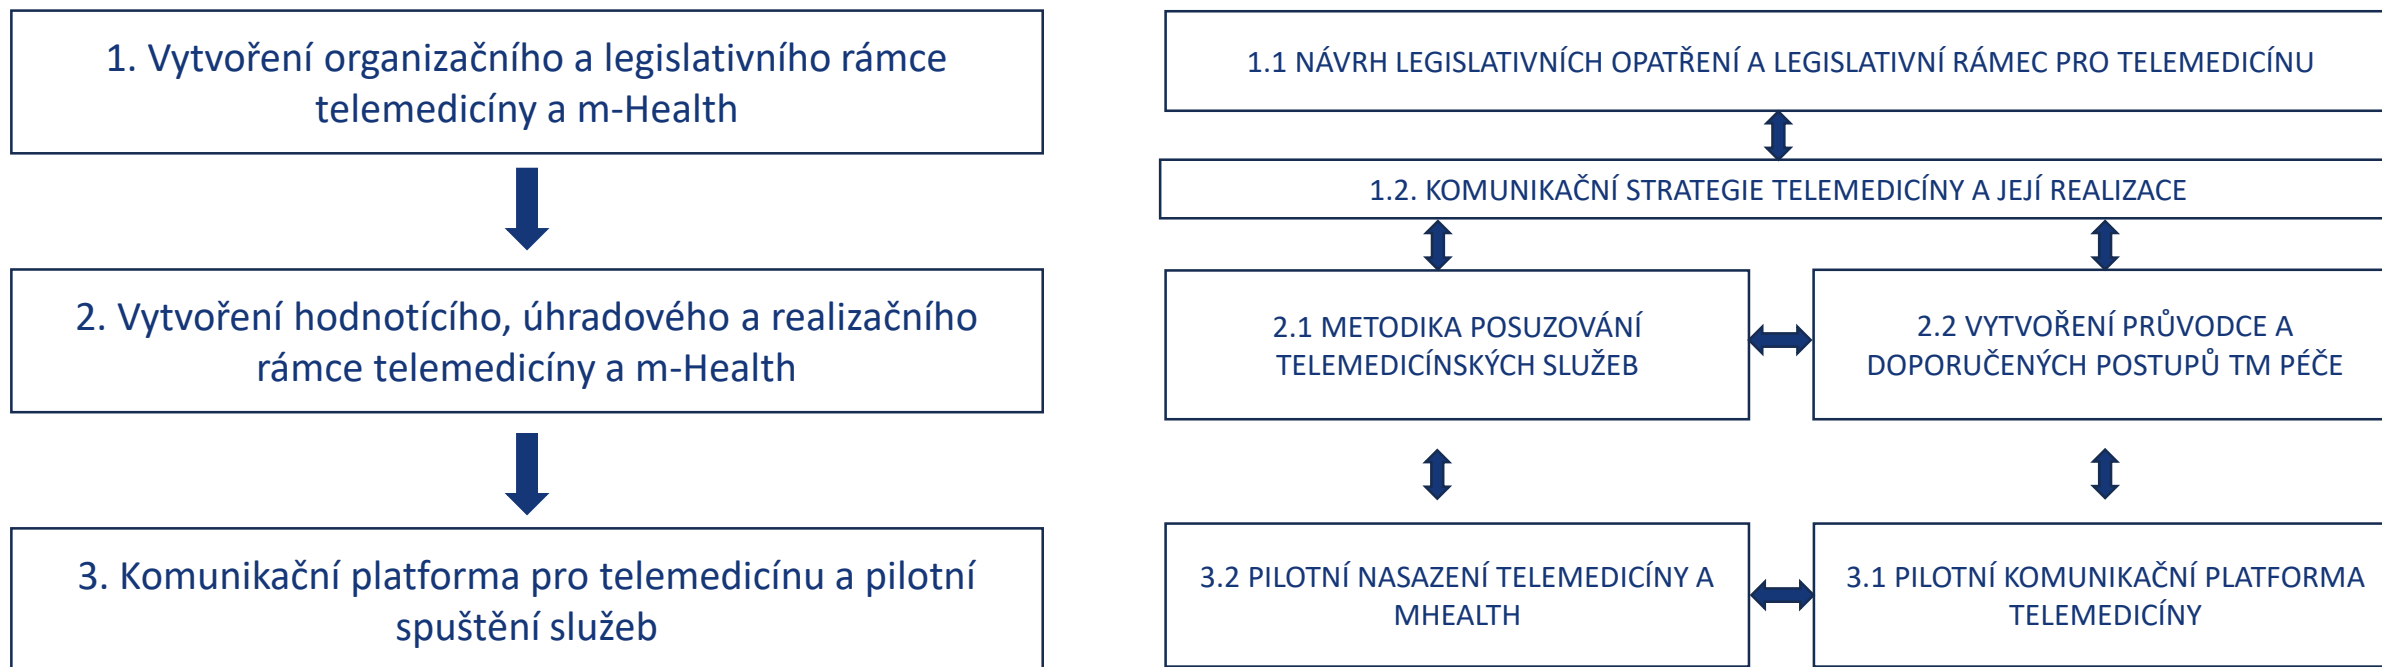 1. Vytvoření organizačního a legislativního rámce
telemedicíny a m-Health
2. Vytvoření hodnotícího, úhradového a realizačního
rámce telemedicíny a m-Health
3. Komunikační platforma pro telemedicínu a pilotní
spuštění služeb
1.1 NÁVRH LEGISLATIVNÍCH OPATŘENÍ A LEGISLATIVNÍ RÁMEC PRO TELEMEDICÍNU
1.2. KOMUNIKAČNÍ STRATEGIE TELEMEDICÍNY A JEJÍ REALIZACE
2.1 METODIKA POSUZOVÁNÍ
TELEMEDICÍNSKÝCH SLUŽEB
2.2 VYTVOŘENÍ PRŮVODCE A
DOPORUČENÝCH POSTUPŮ TM PÉČE
3.2 PILOTNÍ NASAZENÍ TELEMEDICÍNY A
MHEALTH
3.1 PILOTNÍ KOMUNIKAČNÍ PLATFORMA
TELEMEDICÍNY